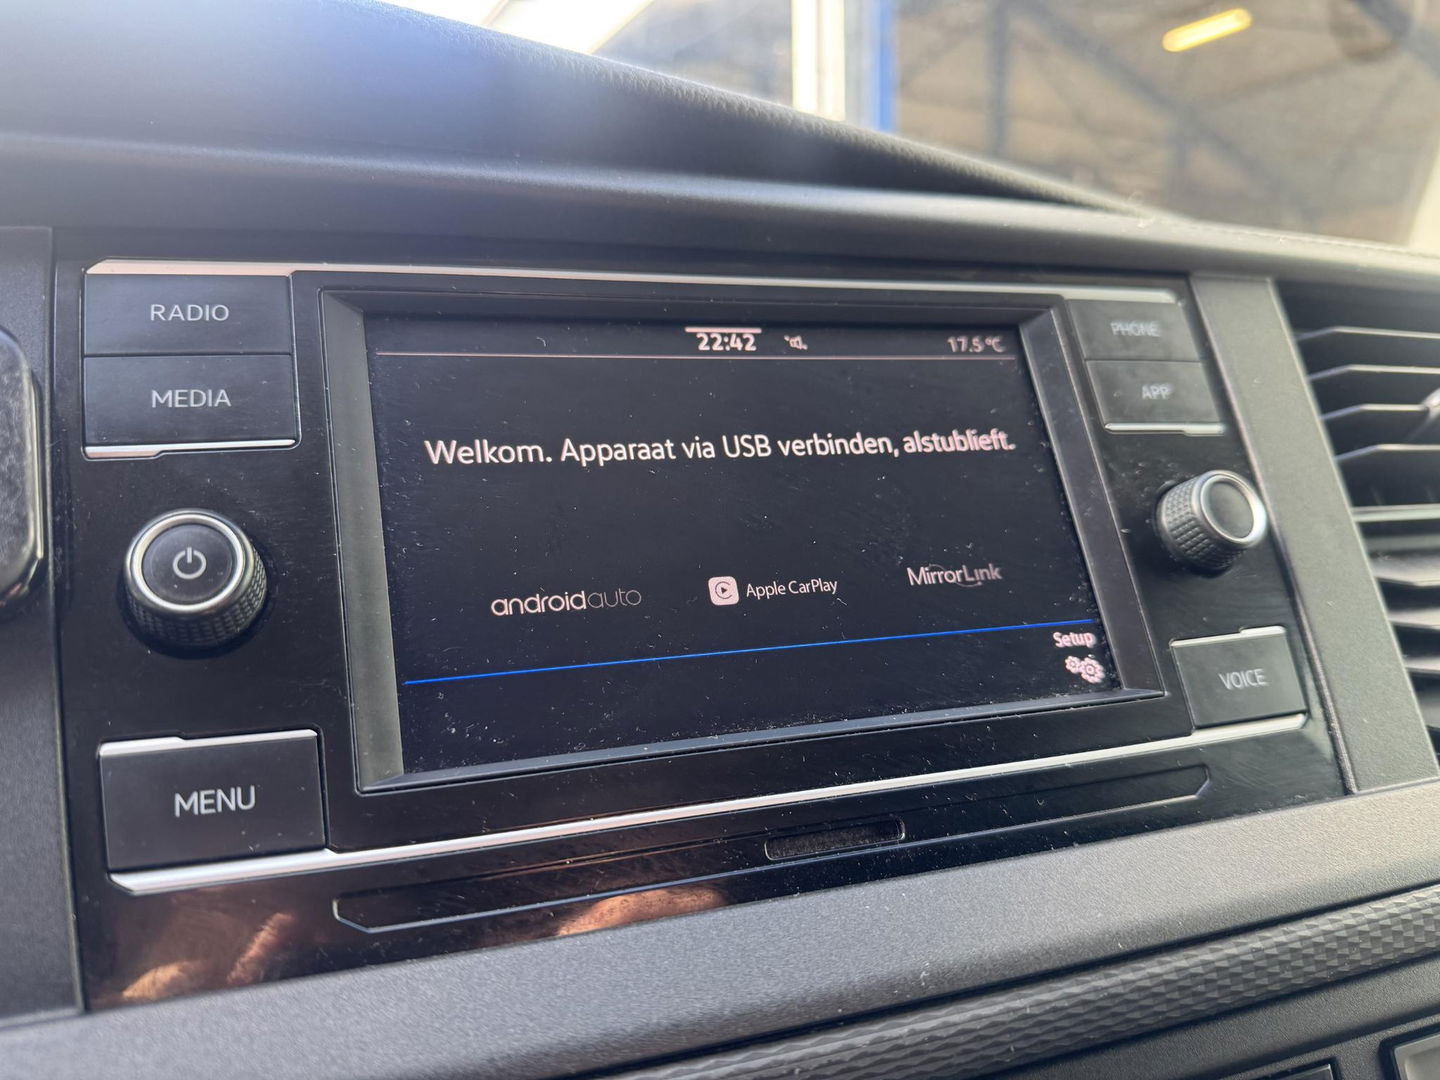 RADIO
MEDIA
MENU
22:42
17.5°C
Welkom. Apparaat via USB verbinden, alstublieft.
androidauto
Apple CarPlay
MirrorLink
Setup
PHONE
APP
VOICE